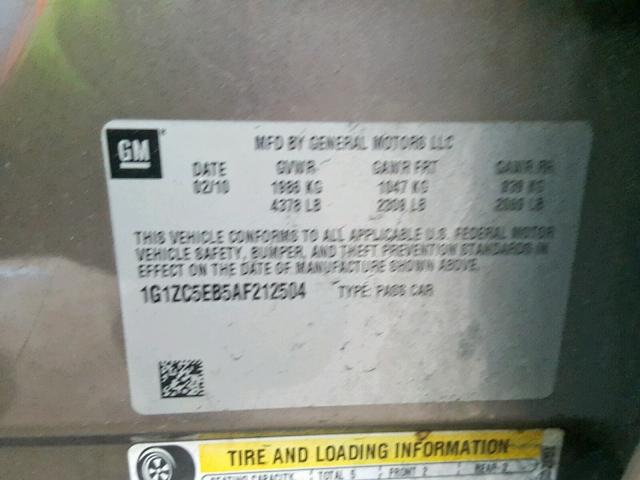 GM
MFD BY GENERAL MOTORS LLC
DATE GVWR GAWR FRT GAWR RR
02/10 1986 KG 1047 KG 939 KG
4378 LB 2308 LB LB
THIS VEHICLE CONFORMS TO ALL APPLICABLE U.S. FEDERAL MOTOR
VEHICLE SAFETY, BUMPER, AND THEFT PREVENTION STANDARDS IN
EFFECT ON THE DATE OF MANUFACTURE SHOWN ABOVE.
1G1ZC5EB5AF212504 TYPE: PASS CAR
TIRE AND LOADING INFORMATION
SEATING CAPACITY TOTAL 5 FRONT 2 REAR